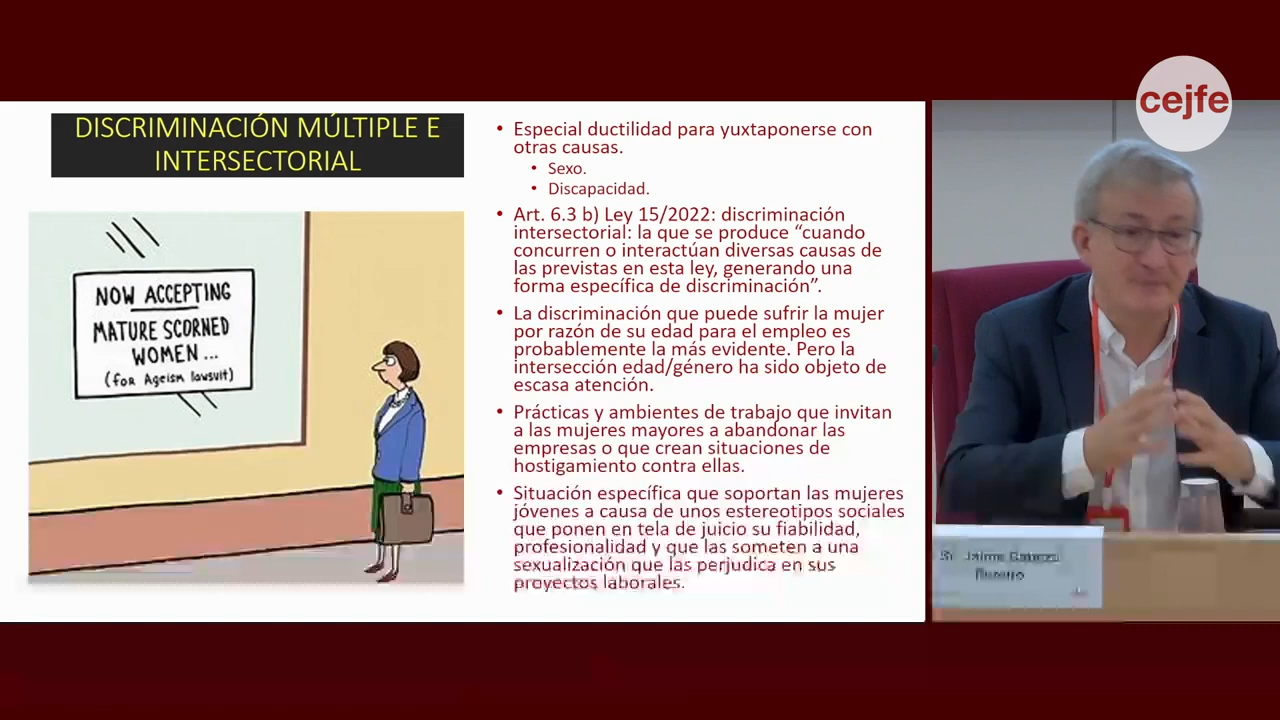 cejfe
DISCRIMINACIÓN MÚLTIPLE E
INTERSECTORIAL
NOW ACCEPTING
MATURE SCORNED
WOMEN...
(for Ageism lawsuit)
• Especial ductilidad para yuxtaponerse con
otras causas.
• Sexo.
• Discapacidad.
• Art. 6.3 b) Ley 15/2022: discriminación
intersectorial: la que se produce “cuando
concurren o interactúan diversas causas de
las previstas en esta ley, generando una
forma específica de discriminación”.
• La discriminación que puede sufrir la mujer
por razón de su edad para el empleo es
probablemente la más evidente. Pero la
intersección edad/género ha sido objeto de
escasa atención.
• Prácticas y ambientes de trabajo que invitan
a las mujeres mayores a abandonar las
empresas o que crean situaciones de
hostigamiento contra ellas.
• Situación específica que soportan las mujeres
jóvenes a causa de unos estereotipos sociales
que ponen en tela de juicio su fiabilidad,
profesionalidad y que las someten a una
sexualización que las perjudica en sus
proyectos laborales.